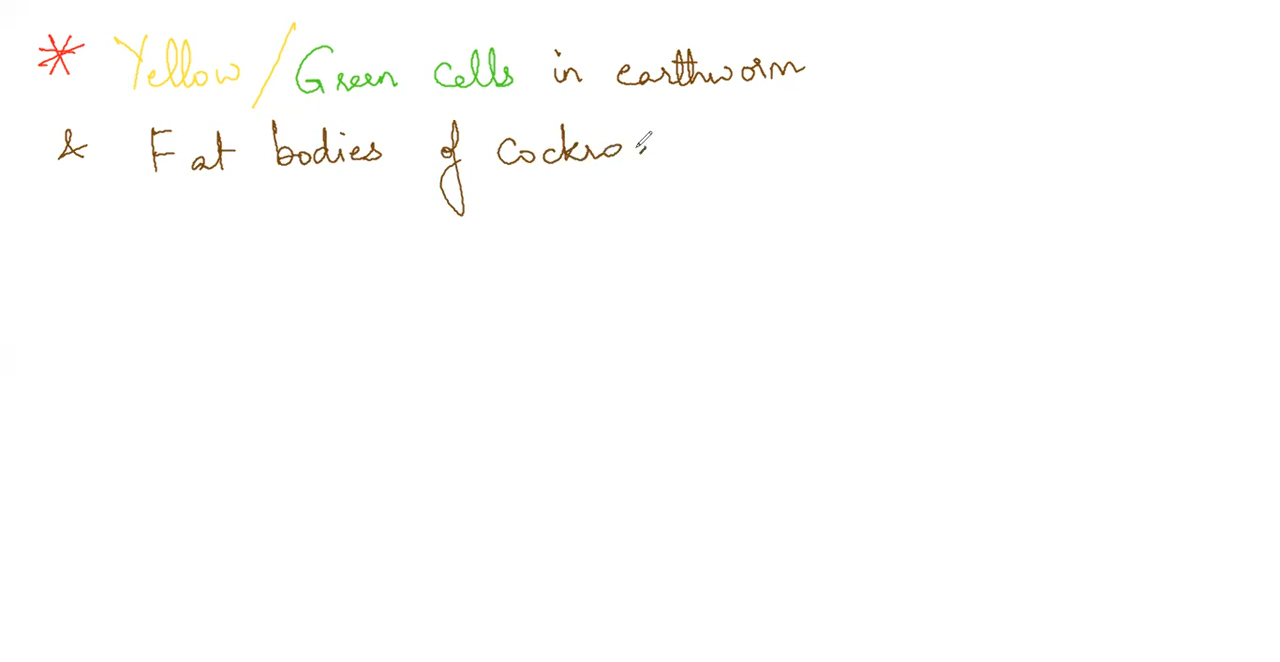 * Yellow/Green cells in earthworm
& Fat bodies of cockro